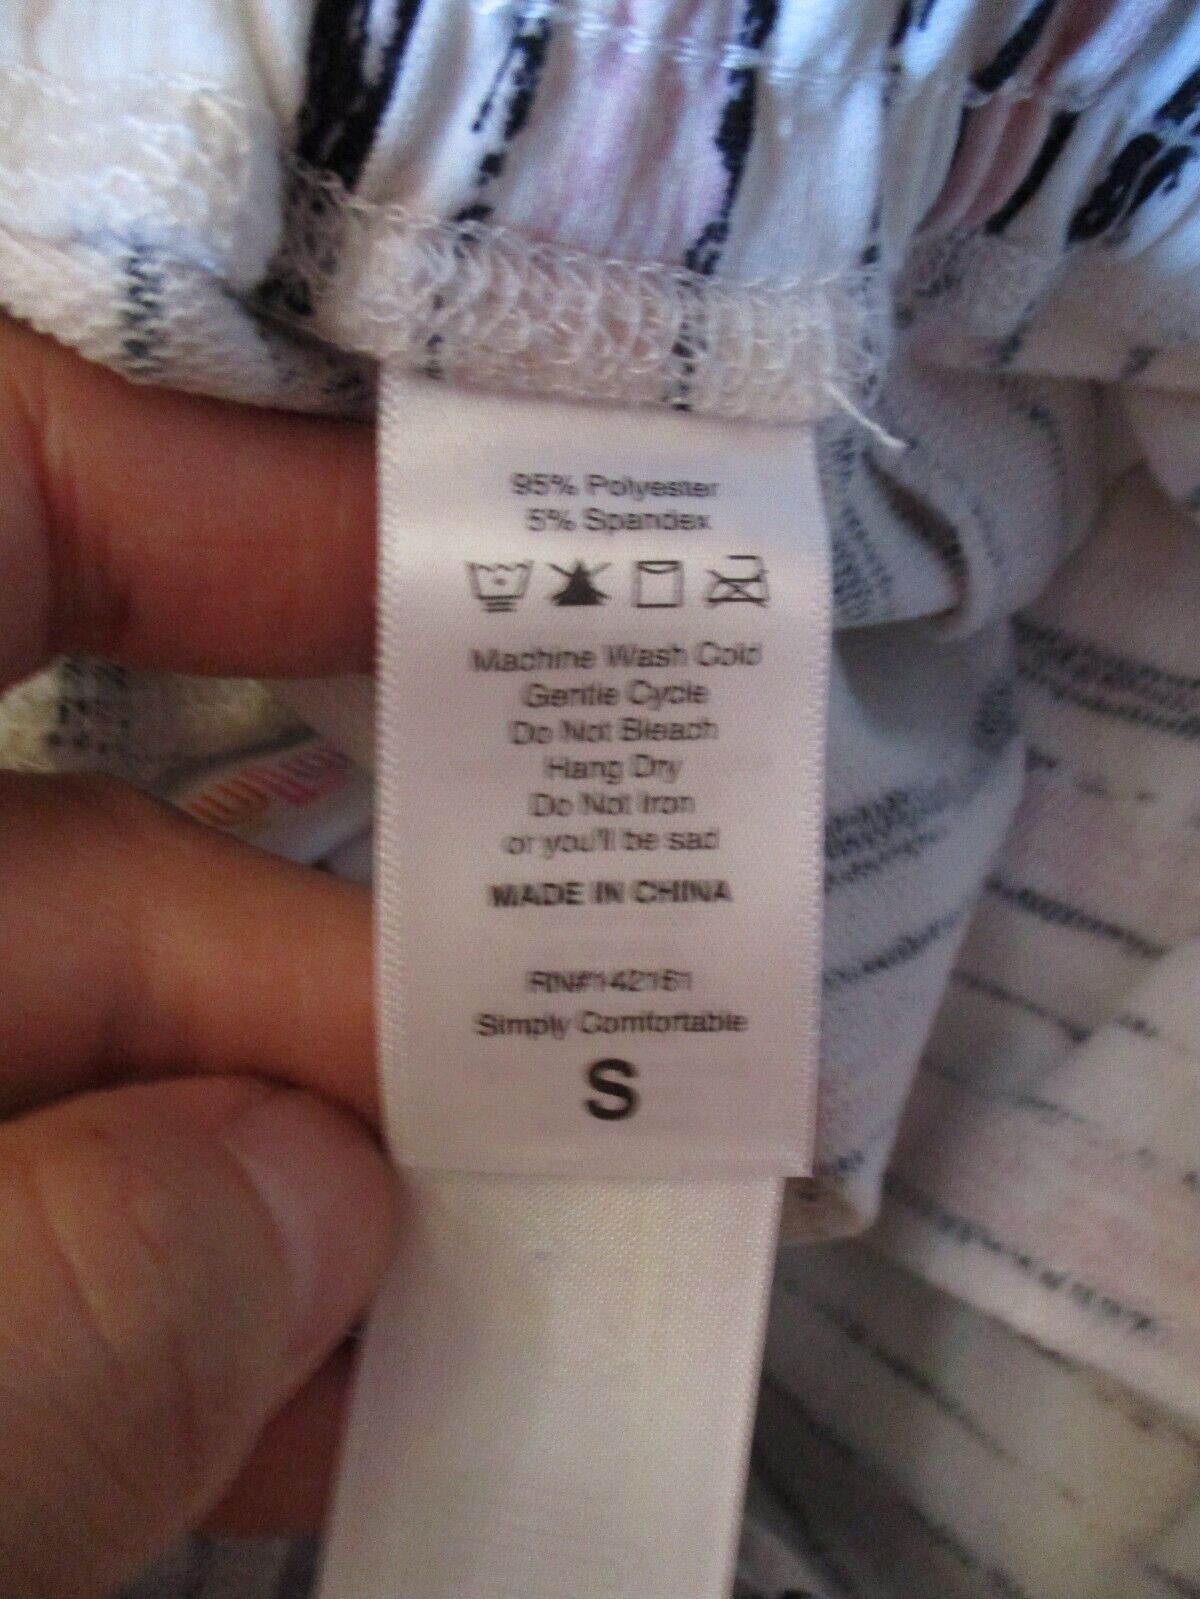 95% Polyester
5% Spandex
Machine Wash Cold
Gentle Cycle
Do Not Bleach
Hang Dry
Do Not Iron
or you'll be sad
MADE IN CHINA
RN#142161
Simply Comfortable
S